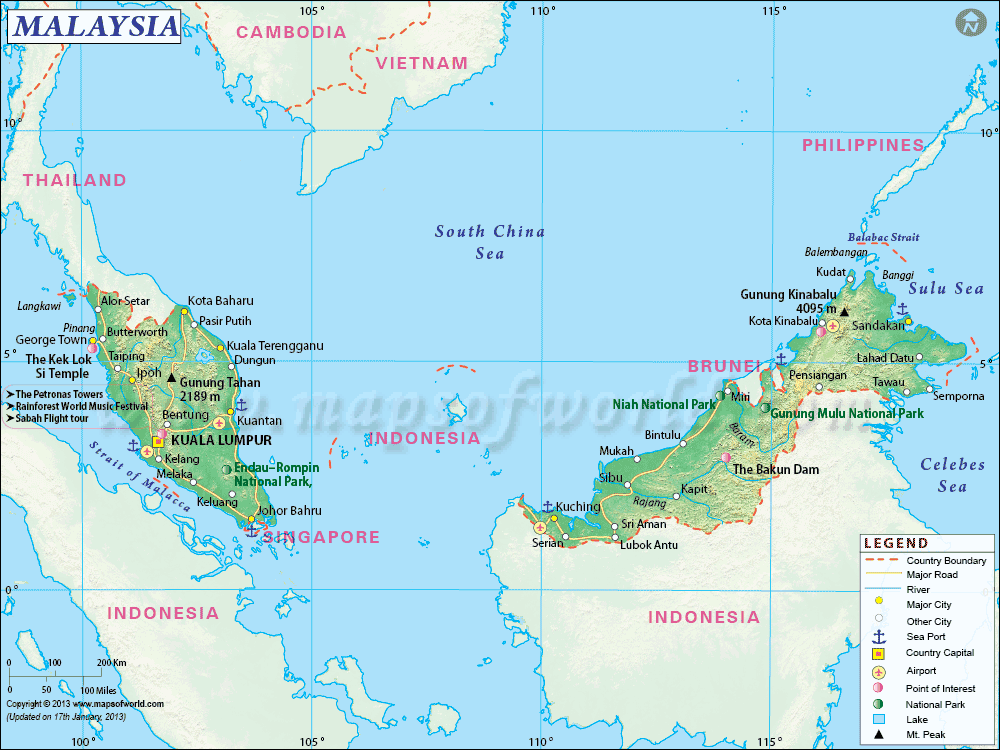 MALAYSIA
105°
110°
115°
N
CAMBODIA
VIETNAM
10°
10°
PHILIPPINES
THAILAND
South China
Sea
Balabac Strait
Balembangan
Kudat
Banggi
Sulu Sea
Langkawi
Alor Setar
Kota Baharu
Pasir Putih
Gunung Kinabalu
4095 m
Pinang
Butterworth
George Town
Kota Kinabalu
Sandakan
The Kek Lok
Si Temple
Taiping
Kuala Terengganu
Dungun
5°
5°
Lahad Datu
BRUNEI
Ipoh
Gunung Tahan
2189 m
Pensiangan
Tawau
Semporna
The Petronas Towers
Rainforest World Music Festival
Sabah Flight tour
Bentung
Kuantan
Niah National Park
Miri
Gunung Mulu National Park
www.mapsofworld.com
KUALA LUMPUR
INDONESIA
Bintulu
Baram
Mukah
Kelang
Strait of Malacca
Melaka
Endau-Rompin
National Park,
The Bakun Dam
Celebes
Sea
Sibu
Kapit
Rajang
Keluang
Johor Bahru
Kuching
Sri Aman
SINGAPORE
Serian
Lubok Antu
0°
INDONESIA
INDONESIA
LEGEND
Country Boundary
Major Road
River
Major City
Other City
Sea Port
Country Capital
Airport
Point of Interest
National Park
Lake
Mt. Peak
0 100 200 Km
0 50 100 Miles
Copyright © 2013 www.mapsofworld.com
(Updated on 17th January, 2013)
100°
105°
110°
115°